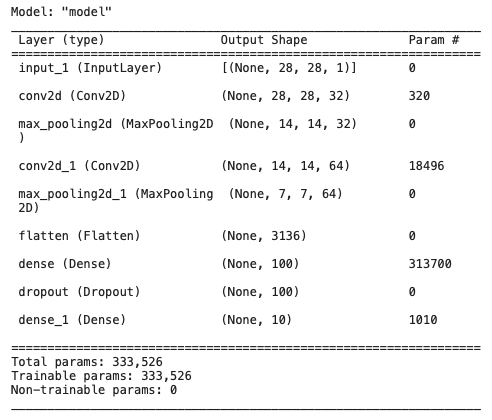 Model: "model"
Layer (type) Output Shape Param #
input_1 (InputLayer) [(None, 28, 28, 1)] 0
conv2d (Conv2D) (None, 28, 28, 32) 320
max_pooling2d (MaxPooling2D (None, 14, 14, 32) 0
)
conv2d_1 (Conv2D) (None, 14, 14, 64) 18496
max_pooling2d_1 (MaxPooling (None, 7, 7, 64) 0
2D)
flatten (Flatten) (None, 3136) 0
dense (Dense) (None, 100) 313700
dropout (Dropout) (None, 100) 0
dense_1 (Dense) (None, 10) 1010
Total params: 333,526
Trainable params: 333,526
Non-trainable params: 0